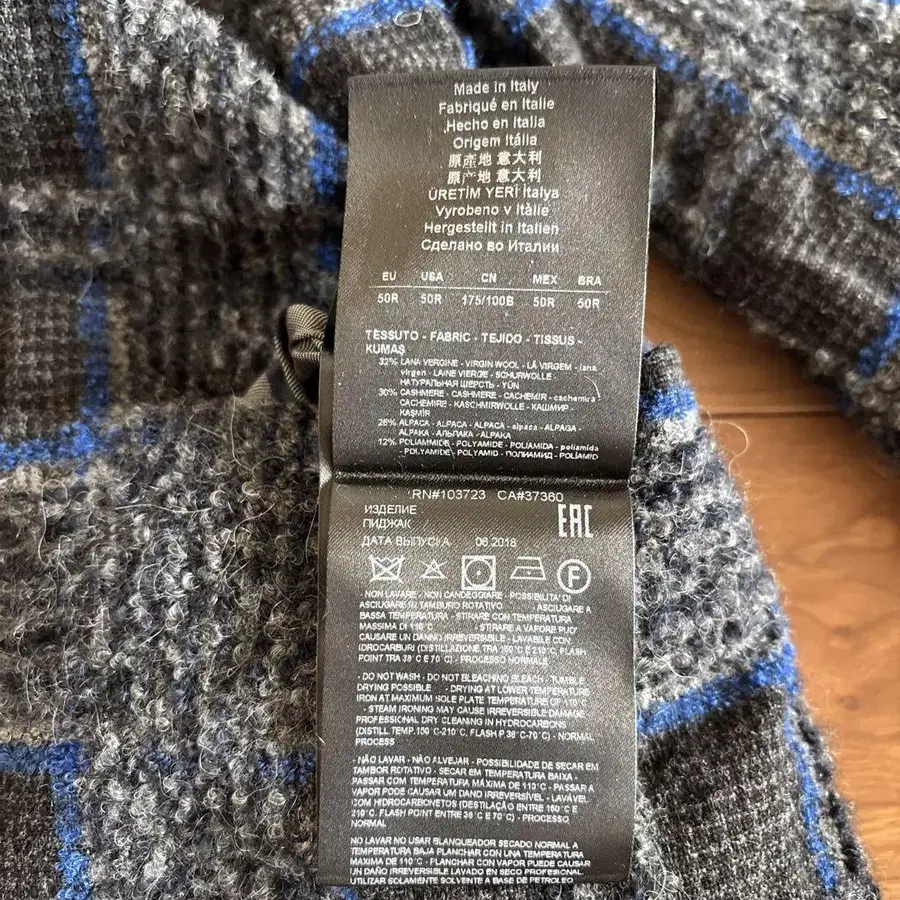 Made in Italy
Fabriqué en Italie
Hecho en Italia
Origem Itália
原產地 意大利
原产地 意大利
ÜRETİM YERİ İtalya
Vyrobeno v Itàlie
Hergestellt in Italien
Сделано во Италии
EU USA CN MEX BRA
50R 50R 175/100B 50R 50R
TESSUTO - FABRIC - TEJIDO - TISSUS -
KUMAŞ
32% LANA VERGINE - VIRGIN WOOL - LÃ VIRGEM - lana
virgen - LAINE VIERGE - SCHURWOLLE -
НАТУРАЛЬНАЯ ШЕРСТЬ - YÜN
30% CASHMERE - CASHMERE - CACHEMIR - cachemira
CACHEMIRE - KASCHMIRWOLLE - КАШМИР -
KAŞMİR
26% ALPACA - ALPACA - ALPACA - alpaca - ALPAGA -
ALPAKA - АЛЬПАКА - ALPAKA
12% POLIAMMIDE - POLYAMIDE - POLIAMIDA - poliamida
- POLYAMIDE - POLYAMID - ПОЛИАМИД - POLİAMİD
RN#103723 CA#37360
ИЗДЕЛИЕ
ПИДЖАК
EAC
ДАТА ВЫПУСКА 06.2018
F
- NON LAVARE - NON CANDEGGIARE - POSSIBILITA' DI
ASCIUGARE IN TAMBURO ROTATIVO - ASCIUGARE A
BASSA TEMPERATURA - STIRARE CON TEMPERATURA
MASSIMA DI 110°C - STIRARE A VAPORE PUO'
CAUSARE UN DANNO IRREVERSIBILE - LAVABILE CON
IDROCARBURI (DISTILLAZIONE TRA 150°C E 210°C, FLASH
POINT TRA 38°C E 70°C) - PROCESSO NORMALE
- DO NOT WASH - DO NOT BLEACHING BLEACH - TUMBLE
DRYING POSSIBLE - DRYING AT LOWER TEMPERATURE
IRON AT MAXIMUM SOLE PLATE TEMPERATURE OF 110°C
- STEAM IRONING MAY CAUSE IRREVERSIBLE DAMAGE
PROFESSIONAL DRY CLEANING IN HYDROCARBONS
(DISTILL.TEMP.150°C-210°C, FLASH P.38°C-70°C) - NORMAL
PROCESS
- NÃO LAVAR - NÃO ALVEJAR - POSSIBILIDADE DE SECAR EM
TAMBOR ROTATIVO - SECAR EM TEMPERATURA BAIXA -
PASSAR COM TEMPERATURA MÁXIMA DE 110°C - PASSAR A
VAPOR PODE CAUSAR UM DANO IRREVERSÍVEL - LAVÁVEL
COM HIDROCARBONETOS (DESTILAÇÃO ENTRE 150°C E
210°C, FLASH POINT ENTRE 38°C E 70°C) - PROCESSO
NORMAL
NO LAVAR NO USAR BLANQUEADOR SECADO NORMAL A
TEMPERATURA BAJA PLANCHAR CON UNA TEMPERATURA
MAXIMA DE 110°C - PLANCHAR CON VAPOR PUEDE CAUSAR
UN DAÑO IRREVERSIBLE LAVADO EN SECO PROFESIONAL
UTILIZAR SOLAMENTE SOLVENTE A BASE DE PETROLEO